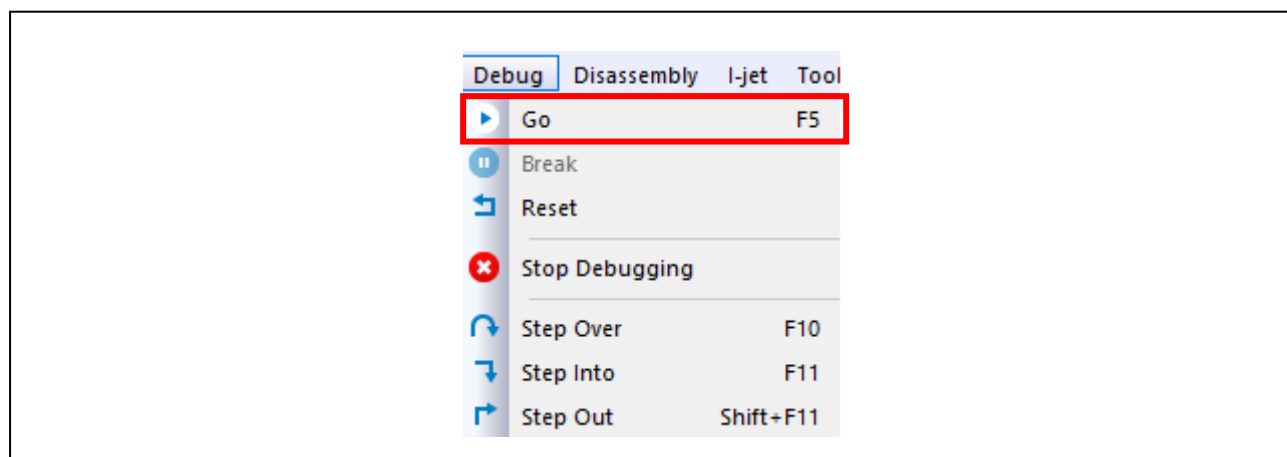 Debug Disassembly I-jet Tool
Go F5
Break
Reset
Stop Debugging
Step Over F10
Step Into F11
Step Out Shift+F11